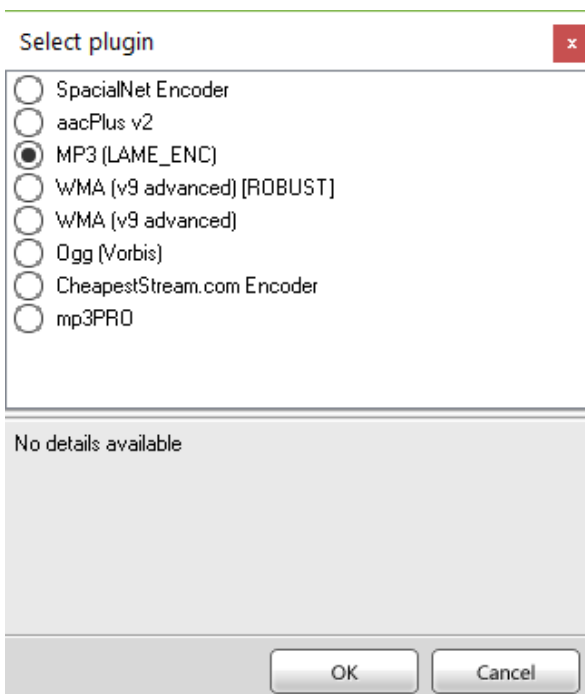 Select plugin
x
SpacialNet Encoder
aacPlus v2
MP3 (LAME_ENC)
WMA (v9 advanced) [ROBUST]
WMA (v9 advanced)
Ogg (Vorbis)
CheapestStream.com Encoder
mp3PRO
No details available
OK
Cancel